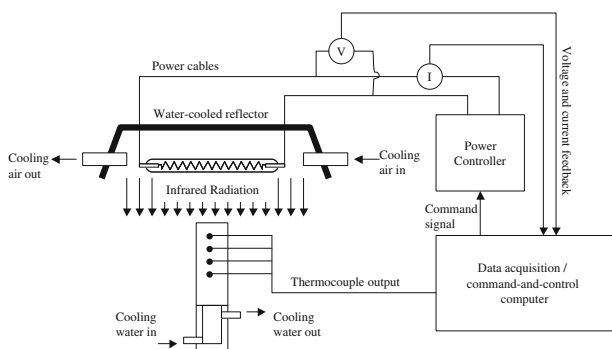 V
I
Power cables
Voltage and current feedback
Water-cooled reflector
Cooling
air out
Cooling
air in
Power
Controller
Infrared Radiation
Command
signal
Thermocouple output
Data acquisition /
command-and-control
computer
Cooling
water in
Cooling
water out